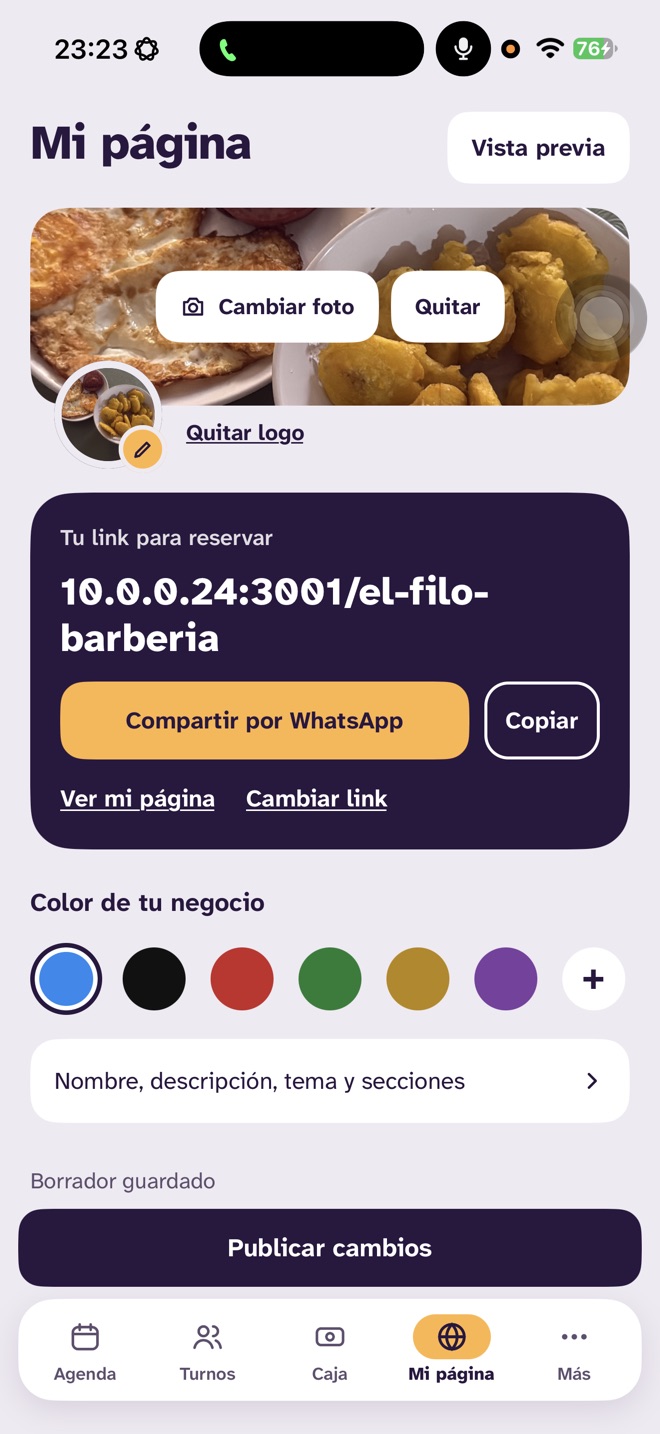 23:23
76
Mi página
Vista previa
Cambiar foto
Quitar
Quitar logo
Tu link para reservar
10.0.0.24:3001/el-filo-
barberia
Compartir por WhatsApp
Copiar
Ver mi página
Cambiar link
Color de tu negocio
+
Nombre, descripción, tema y secciones
Borrador guardado
Publicar cambios
Agenda
Turnos
Caja
Mi página
Más